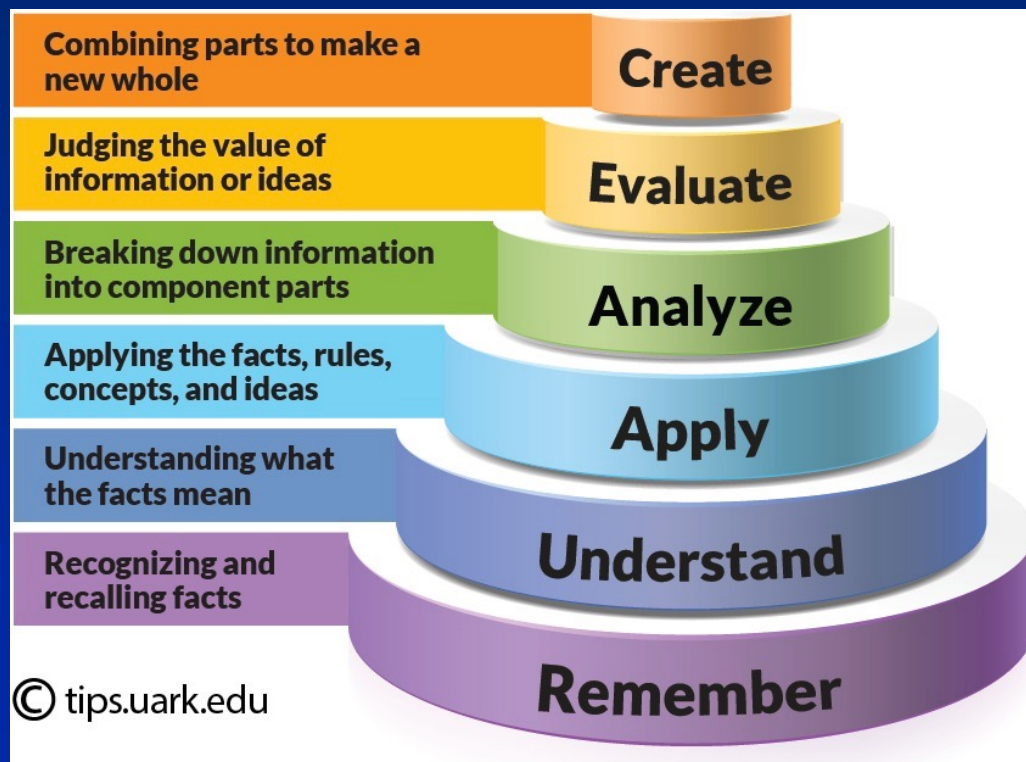 Combining parts to make a
new whole
Create
Judging the value of
information or ideas
Evaluate
Breaking down information
into component parts
Analyze
Applying the facts, rules,
concepts, and ideas
Apply
Understanding what
the facts mean
Understand
Recognizing and
recalling facts
Remember
© tips.uark.edu